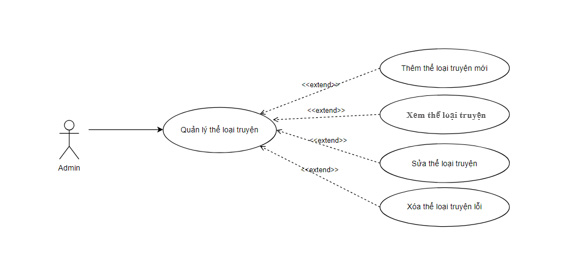 Thêm thể loại truyện mới
<<extend>>
<<extend>>
Xem thể loại truyện
Quản lý thể loại truyện
<<extend>>
Sửa thể loại truyện
Admin
<<extend>>
Xóa thể loại truyện lỗi